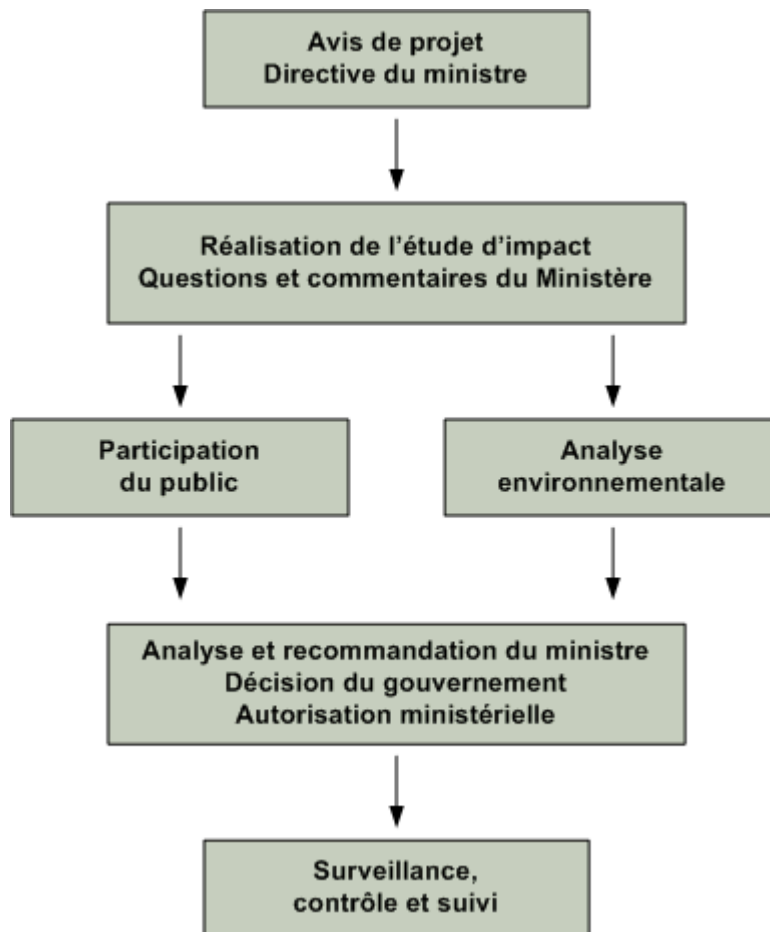 Avis de projet
Directive du ministre
Réalisation de l'étude d'impact
Questions et commentaires du Ministère
Participation
du public
Analyse
environnementale
Analyse et recommandation du ministre
Décision du gouvernement
Autorisation ministérielle
Surveillance,
contrôle et suivi